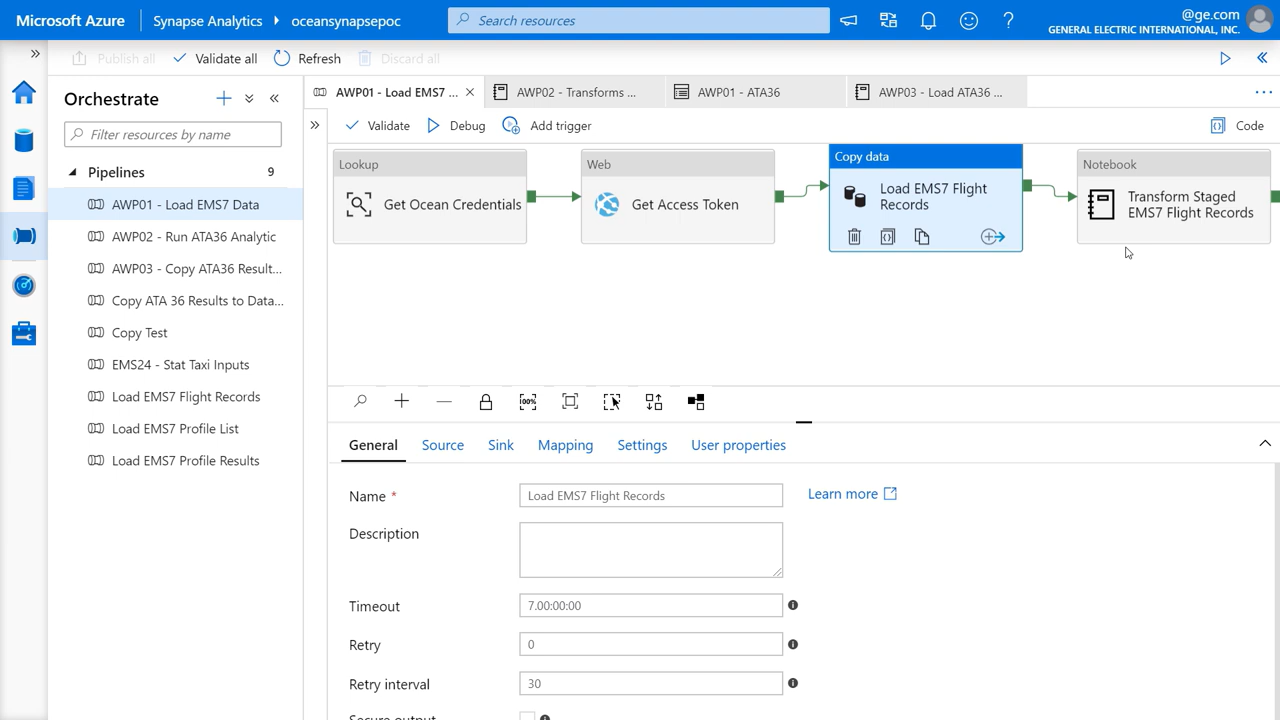 Microsoft Azure
Synapse Analytics
oceansynapsepoc
Search resources
@ge.com
GENERAL ELECTRIC INTERNATIONAL, INC.
Publish all
Validate all
Refresh
Discard all
Orchestrate
Filter resources by name
Pipelines 9
AWP01 - Load EMS7 Data
AWP02 - Run ATA36 Analytic
AWP03 - Copy ATA36 Result...
Copy ATA 36 Results to Data...
Copy Test
EMS24 - Stat Taxi Inputs
Load EMS7 Flight Records
Load EMS7 Profile List
Load EMS7 Profile Results
AWP01 - Load EMS7 ...
AWP02 - Transforms ...
AWP01 - ATA36
AWP03 - Load ATA36 ...
Validate
Debug
Add trigger
Code
Lookup
Get Ocean Credentials
Web
Get Access Token
Copy data
Load EMS7 Flight
Records
Notebook
Transform Staged
EMS7 Flight Records
100%
General
Source
Sink
Mapping
Settings
User properties
Name *
Load EMS7 Flight Records
Learn more
Description
Timeout
7.00:00:00
Retry
0
Retry interval
30
Secure output